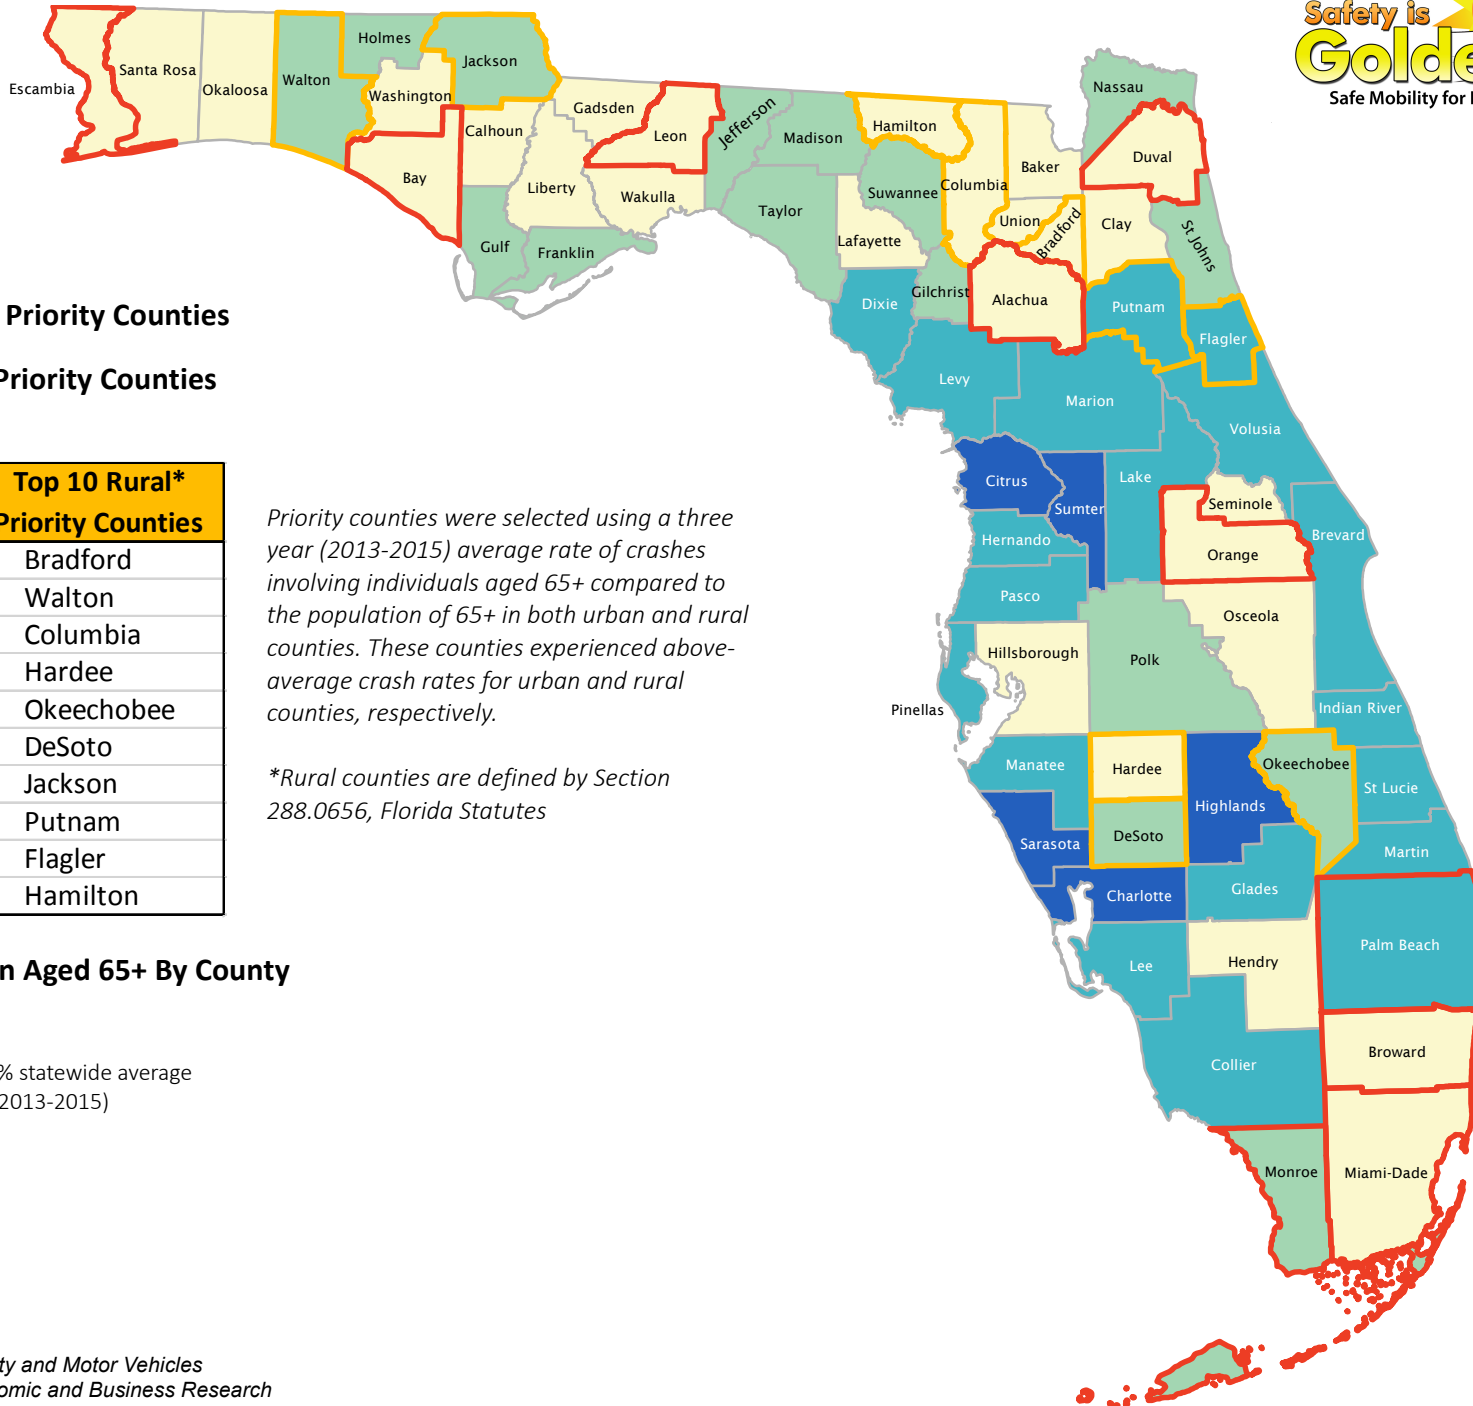 Safety is
Golde
Safe Mobility for
Escambia
Santa Rosa
Okaloosa
Walton
Holmes
Jackson
Washington
Bay
Calhoun
Gadsden
Liberty
Leon
Wakulla
Gulf
Franklin
Jefferson
Madison
Taylor
Hamilton
Suwannee
Lafayette
Columbia
Baker
Union
Bradford
Nassau
Duval
Clay
St Johns
Dixie
Gilchrist
Alachua
Putnam
Flagler
Levy
Marion
Volusia
Citrus
Sumter
Lake
Seminole
Orange
Brevard
Hernando
Pasco
Osceola
Hillsborough
Polk
Pinellas
Indian River
Manatee
Hardee
Highlands
Okeechobee
St Lucie
Sarasota
DeSoto
Martin
Charlotte
Glades
Lee
Hendry
Palm Beach
Collier
Broward
Monroe
Miami-Dade
Priority Counties
Priority Counties
Top 10 Rural*
Priority Counties
Bradford
Walton
Columbia
Hardee
Okeechobee
DeSoto
Jackson
Putnam
Flagler
Hamilton
Priority counties were selected using a three
year (2013-2015) average rate of crashes
involving individuals aged 65+ compared to
the population of 65+ in both urban and rural
counties. These counties experienced above-
average crash rates for urban and rural
counties, respectively.
*Rural counties are defined by Section
288.0656, Florida Statutes
n Aged 65+ By County
% statewide average
2013-2015)
ty and Motor Vehicles
omic and Business Research